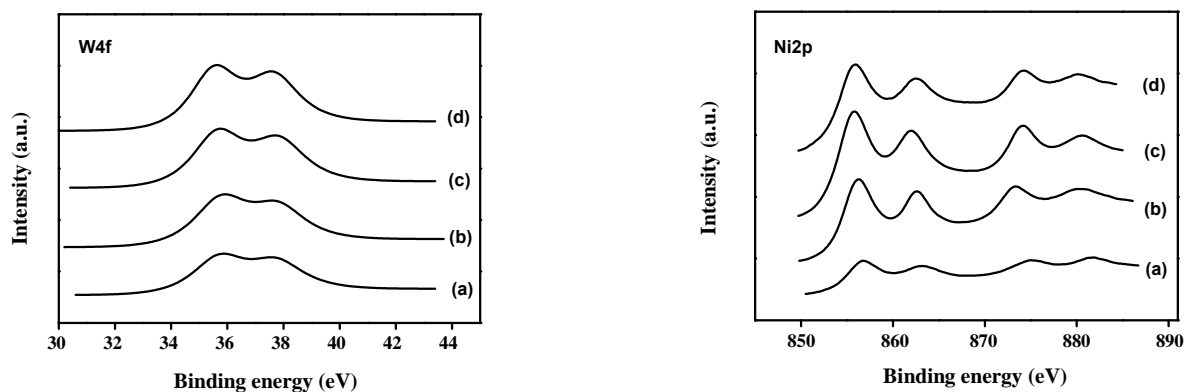 W4f
(d)
(c)
(b)
(a)
Intensity (a.u.)
30 32 34 36 38 40 42 44
Binding energy (eV)
Ni2p
(d)
(c)
(b)
(a)
Intensity (a.u.)
850 860 870 880 890
Binding energy (eV)